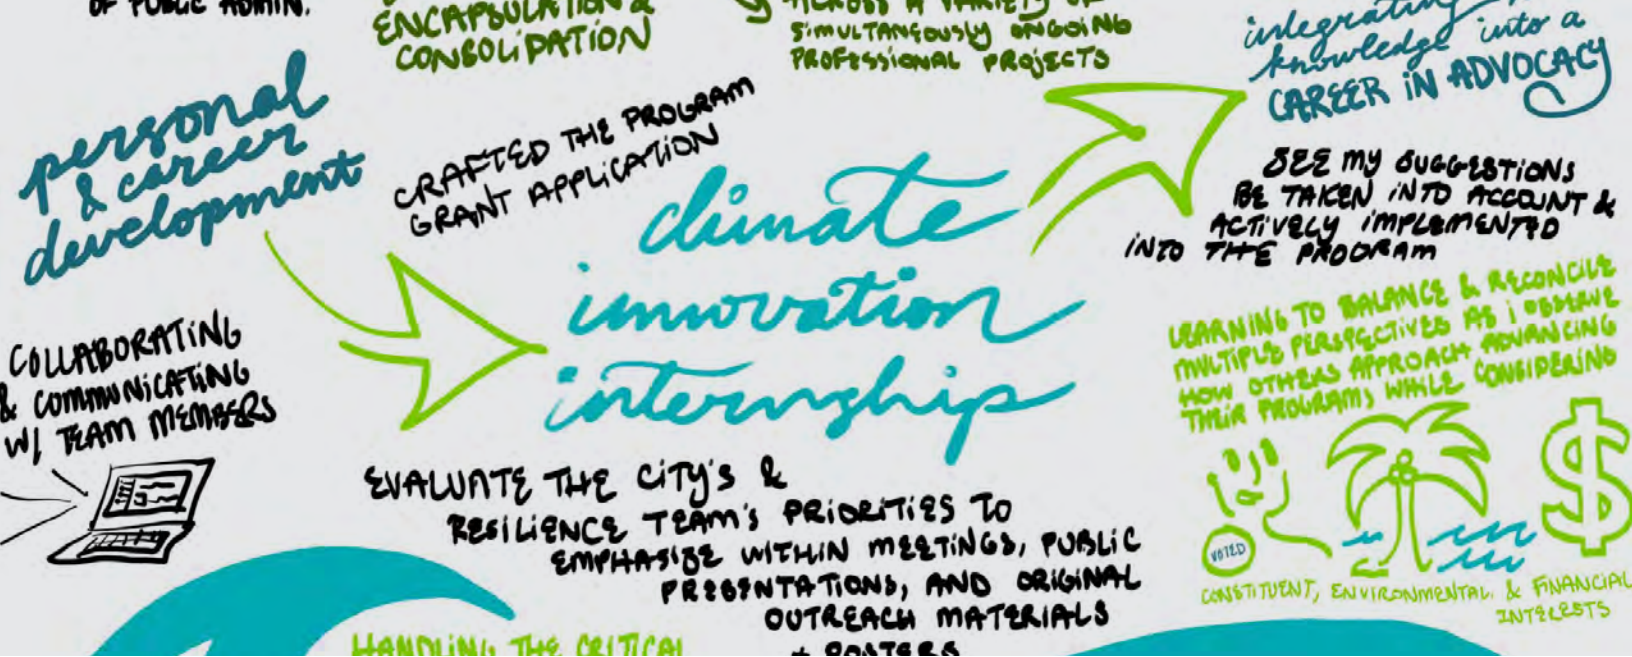 OF PUBLIC ADMIN.
ENCAPSULATION &
CONSOLIDATION
ACROSS A VARIETY OF
SIMULTANEOUSLY ONGOING
PROFESSIONAL PROJECTS
integrating
knowledge into a
CAREER iN ADVOCACY
personal
& career
development
CRAFTED THE PROGRAM
GRANT APPLICATION
climate
innovation
internship
SEE my SUGGESTIONS
BE TAKEN INTO ACCOUNT &
ACTIVELY IMPLEMENTED
INTO THE PROGRAM
LEARNING TO BALANCE & RECONCILE
MULTIPLE PERSPECTIVES AS i OBSERVE
HOW OTHERS APPROACH ADVANCING
THEIR PROGRAMS WHILE CONSIDERING
VOTED
$
CONSTITUENT, ENVIRONMENTAL, & FINANCIAL
INTERESTS
COLLABORATING
& COMMUNICATING
W/ TEAM MEMBERS
EVALUATE THE CITY'S &
RESILIENCE TEAM'S PRIORITIES TO
EMPHASIZE WITHIN MEETINGS, PUBLIC
PRESENTATIONS, AND ORIGINAL
OUTREACH MATERIALS
+ POSTERS
HANDLING THE CRITICAL